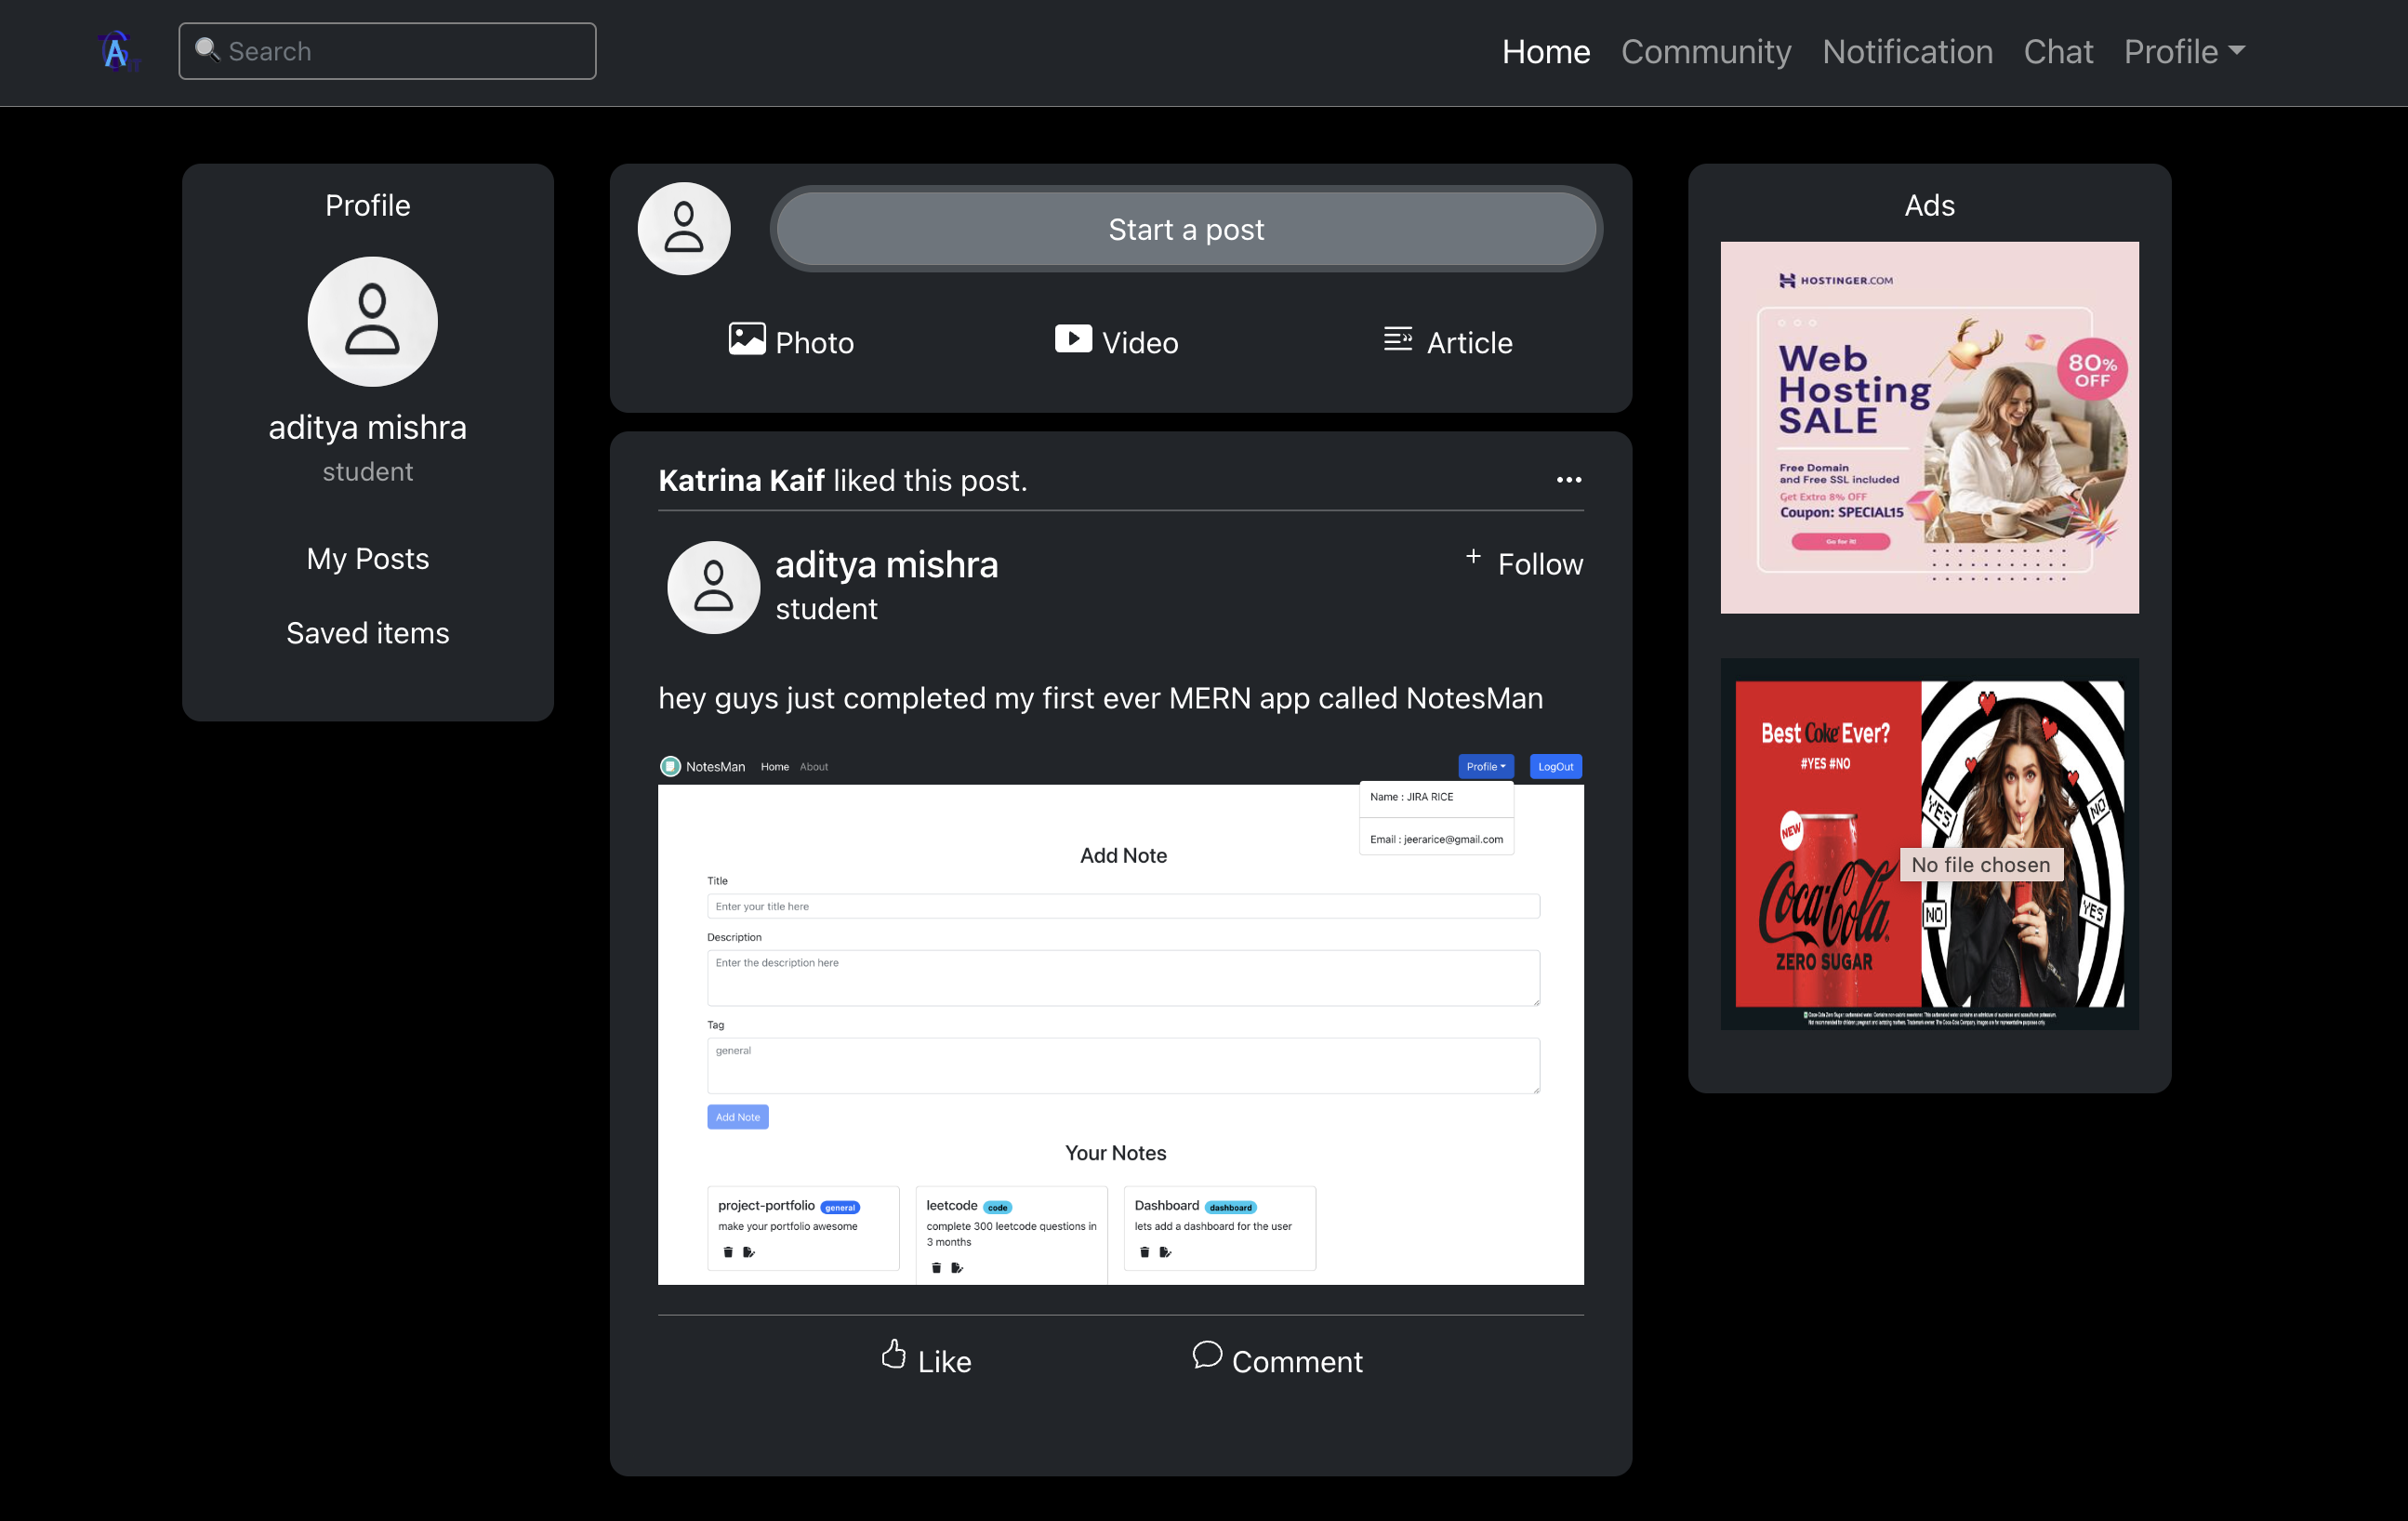 Search
Home Community Notification Chat Profile
Profile
aditya mishra
student
My Posts
Saved items
Start a post
Photo Video Article
Katrina Kaif liked this post.
aditya mishra
student
+ Follow
hey guys just completed my first ever MERN app called NotesMan
NotesMan Home About Profile LogOut
Name : JIRA RICE
Email : jeerarice@gmail.com
Add Note
Title
Enter your title here
Description
Enter the description here
Tag
general
Add Note
Your Notes
project-portfolio general
make your portfolio awesome
leetcode code
complete 300 leetcode questions in
3 months
Dashboard dashboard
lets add a dashboard for the user
Like Comment
Ads
HOSTINGER.COM
Web
Hosting
SALE
80%
OFF
Free Domain
and Free SSL included
Get Extra 8% OFF
Coupon: SPECIAL15
Go for it!
Best Coke Ever?
#YES #NO
NEW
Coca-Cola
ZERO SUGAR
YES
NO
NO
YES
No file chosen